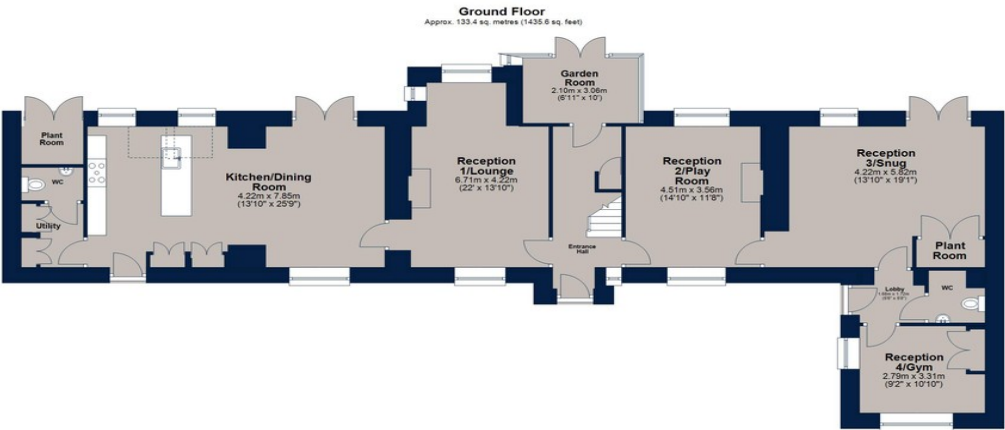 Ground Floor
Approx. 133.4 sq. metres (1435.6 sq. feet)
Garden
Room
2.10m x 3.06m
(6'11" x 10')
Plant
Room
WC
Utility
Kitchen/Dining
Room
4.22m x 7.85m
(13'10" x 25'9")
Reception
1/Lounge
6.71m x 4.22m
(22' x 13'10")
Entrance
Hall
Reception
2/Play
Room
4.51m x 3.56m
(14'10" x 11'8")
Reception
3/Snug
4.22m x 5.82m
(13'10" x 19'1")
Plant
Room
Lobby
WC
Reception
4/Gym
2.79m x 3.31m
(9'2" x 10'10")